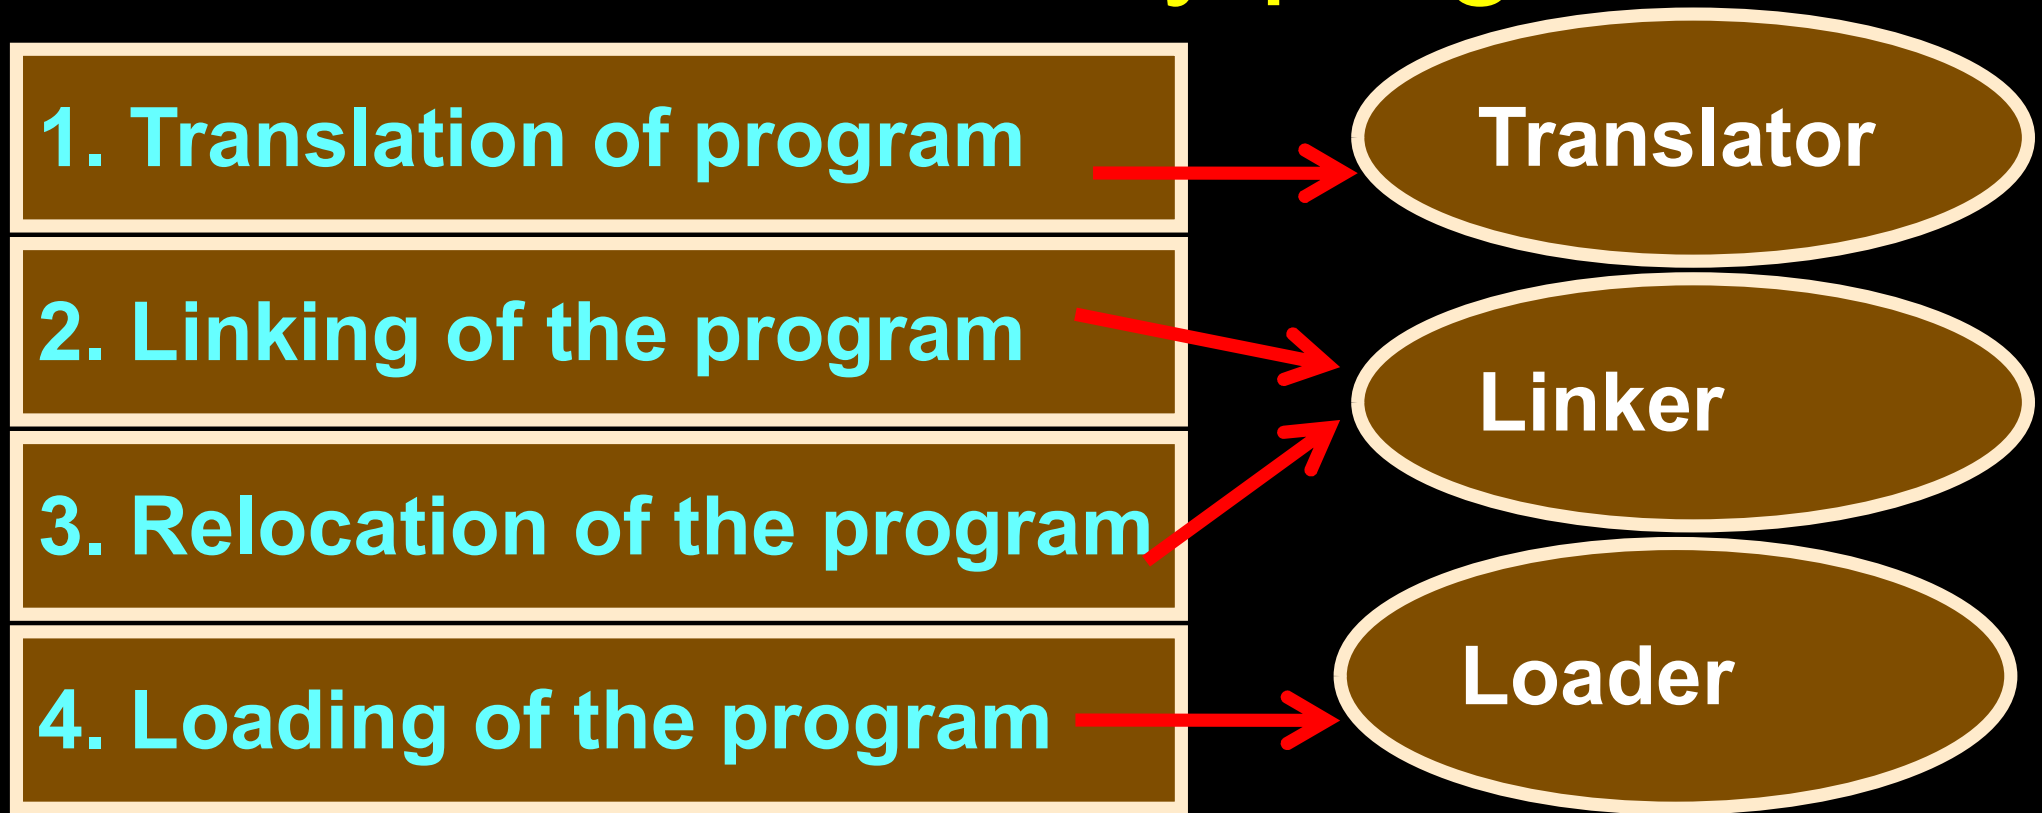 1. Translation of program
Translator
2. Linking of the program
Linker
3. Relocation of the program
4. Loading of the program
Loader